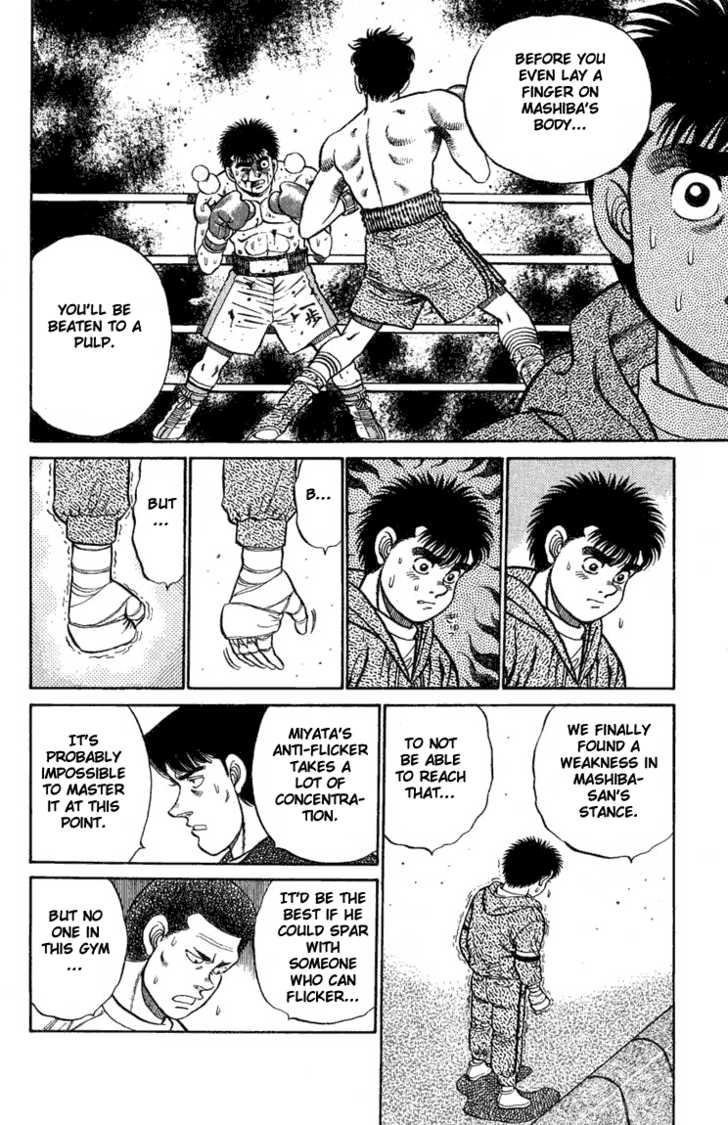 BEFORE YOU
EVEN LAY A
FINGER ON
MASHIBA'S
BODY...
YOU'LL BE
BEATEN TO A
PULP.
歩
B...
BUT
...
WE FINALLY
FOUND A
WEAKNESS IN
MASHIBA-
SAN'S
STANCE.
TO NOT
BE ABLE
TO REACH
THAT...
MIYATA'S
ANTI-FLICKER
TAKES A
LOT OF
CONCENTRA-
TION.
IT'S
PROBABLY
IMPOSSIBLE
TO MASTER
IT AT THIS
POINT.
IT'D BE THE
BEST IF HE
COULD SPAR
WITH
SOMEONE
WHO CAN
FLICKER...
BUT NO
ONE IN
THIS GYM
...